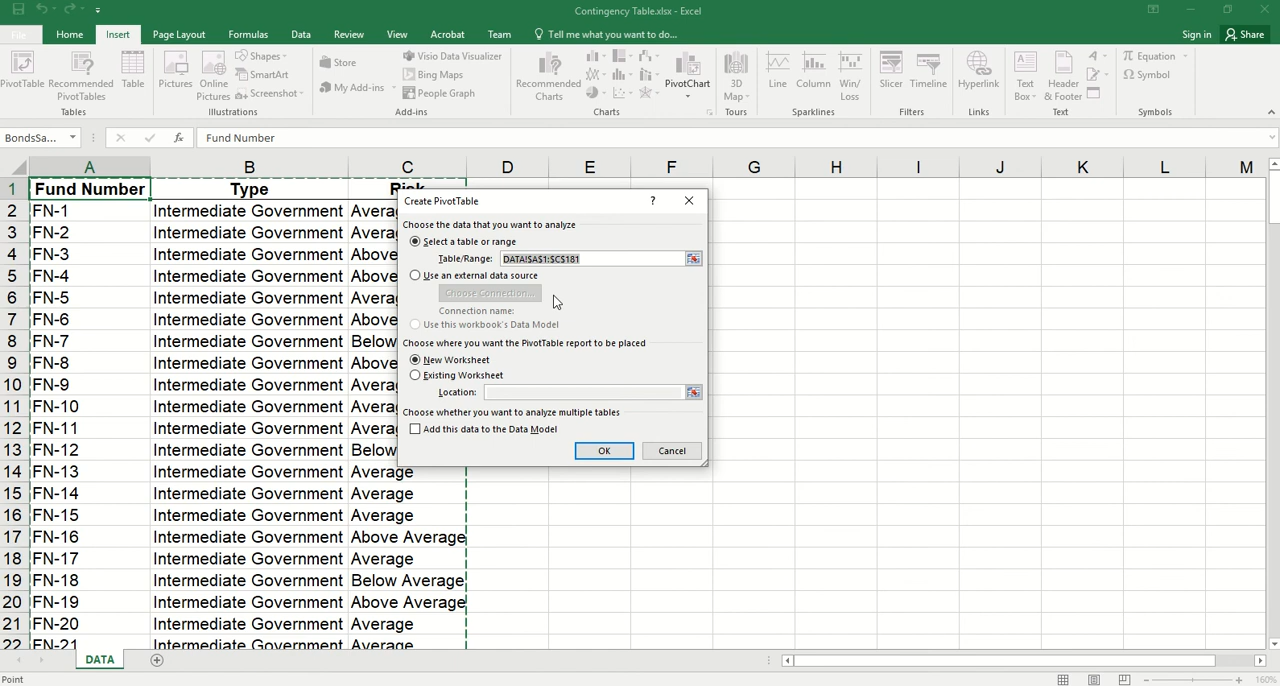 Contingency Table.xlsx - Excel
File Home Insert Page Layout Formulas Data Review View Acrobat Team Tell me what you want to do... Sign in Share
PivotTable Recommended PivotTables Table Pictures Online Pictures Shapes SmartArt Screenshot Store My Add-ins Visio Data Visualizer Bing Maps People Graph Recommended Charts PivotChart 3D Map Line Column Win/Loss Slicer Timeline Hyperlink Text Box Header & Footer Equation Symbol
Tables Illustrations Add-ins Charts Tours Sparklines Filters Links Text Symbols
BondsSa... fx Fund Number
A B C D E F G H I J K L M
1 Fund Number Type Risk
2 FN-1 Intermediate Government Avera
3 FN-2 Intermediate Government Avera
4 FN-3 Intermediate Government Above
5 FN-4 Intermediate Government Avera
6 FN-5 Intermediate Government Avera
7 FN-6 Intermediate Government Above
8 FN-7 Intermediate Government Below
9 FN-8 Intermediate Government Above
10 FN-9 Intermediate Government Avera
11 FN-10 Intermediate Government Avera
12 FN-11 Intermediate Government Avera
13 FN-12 Intermediate Government Below
14 FN-13 Intermediate Government Average
15 FN-14 Intermediate Government Average
16 FN-15 Intermediate Government Average
17 FN-16 Intermediate Government Above Average
18 FN-17 Intermediate Government Average
19 FN-18 Intermediate Government Below Average
20 FN-19 Intermediate Government Above Average
21 FN-20 Intermediate Government Average
22 FN-21 Intermediate Government Average
Create PivotTable ?
Choose the data that you want to analyze
Select a table or range
Table/Range: DATA!$A$1:$C$181
Use an external data source
Choose Connection...
Connection name:
Use this workbook's Data Model
Choose where you want the PivotTable report to be placed
New Worksheet
Existing Worksheet
Location:
Choose whether you want to analyze multiple tables
Add this data to the Data Model
OK Cancel
DATA
Point 160%